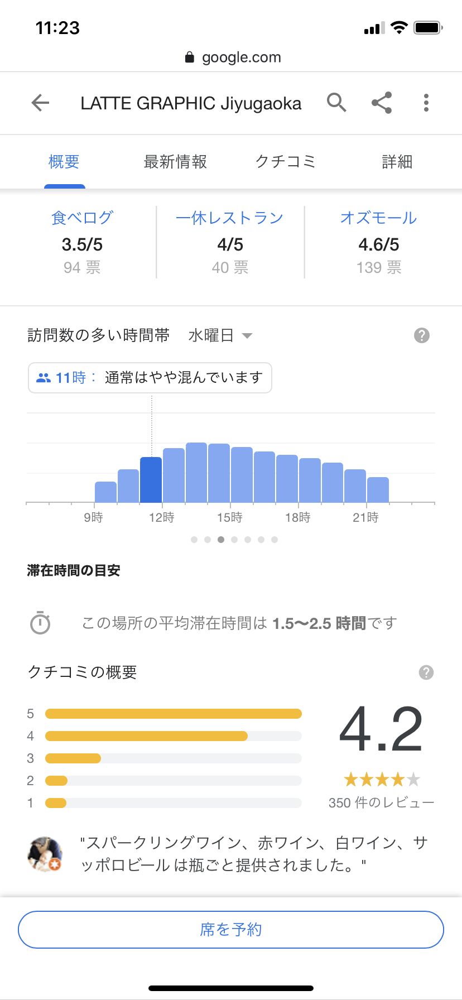 11:23
google.com
LATTE GRAPHIC Jiyugaoka
概要 最新情報 クチコミ 詳細
食べログ 一休レストラン オズモール
3.5/5 4/5 4.6/5
94 票 40 票 139 票
訪問数の多い時間帯 水曜日
11時： 通常はやや混んでいます
9時 12時 15時 18時 21時
滞在時間の目安
この場所の平均滞在時間は 1.5〜2.5 時間です
クチコミの概要
5
4
3
2
1
4.2
350 件のレビュー
"スパークリングワイン、赤ワイン、白ワイン、サ
ッポロビールは瓶ごと提供されました。"
席を予約